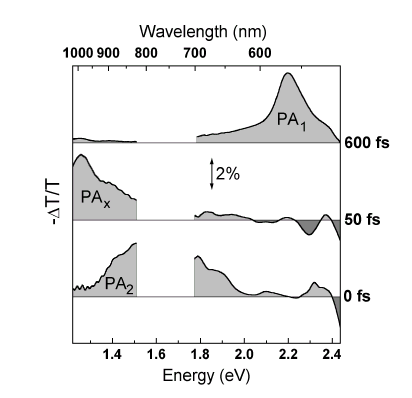 Wavelength (nm)
1000 900 800 700 600
PA1
600 fs
2%
PAx
50 fs
-ΔT/T
PA2
0 fs
1.4 1.6 1.8 2.0 2.2 2.4
Energy (eV)